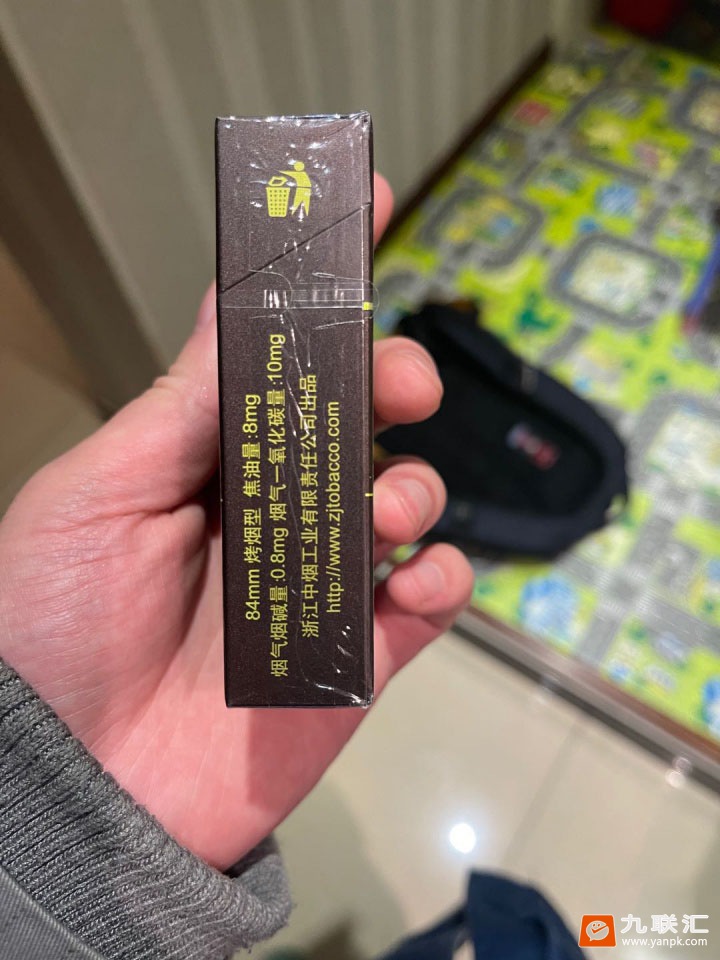 84mm 烤烟型 焦油量:8mg
烟气烟碱量:0.8mg 烟气一氧化碳量:10mg
浙江中烟工业有限责任公司出品
http://www.zjtobacco.com
九联汇
www.yanpk.com